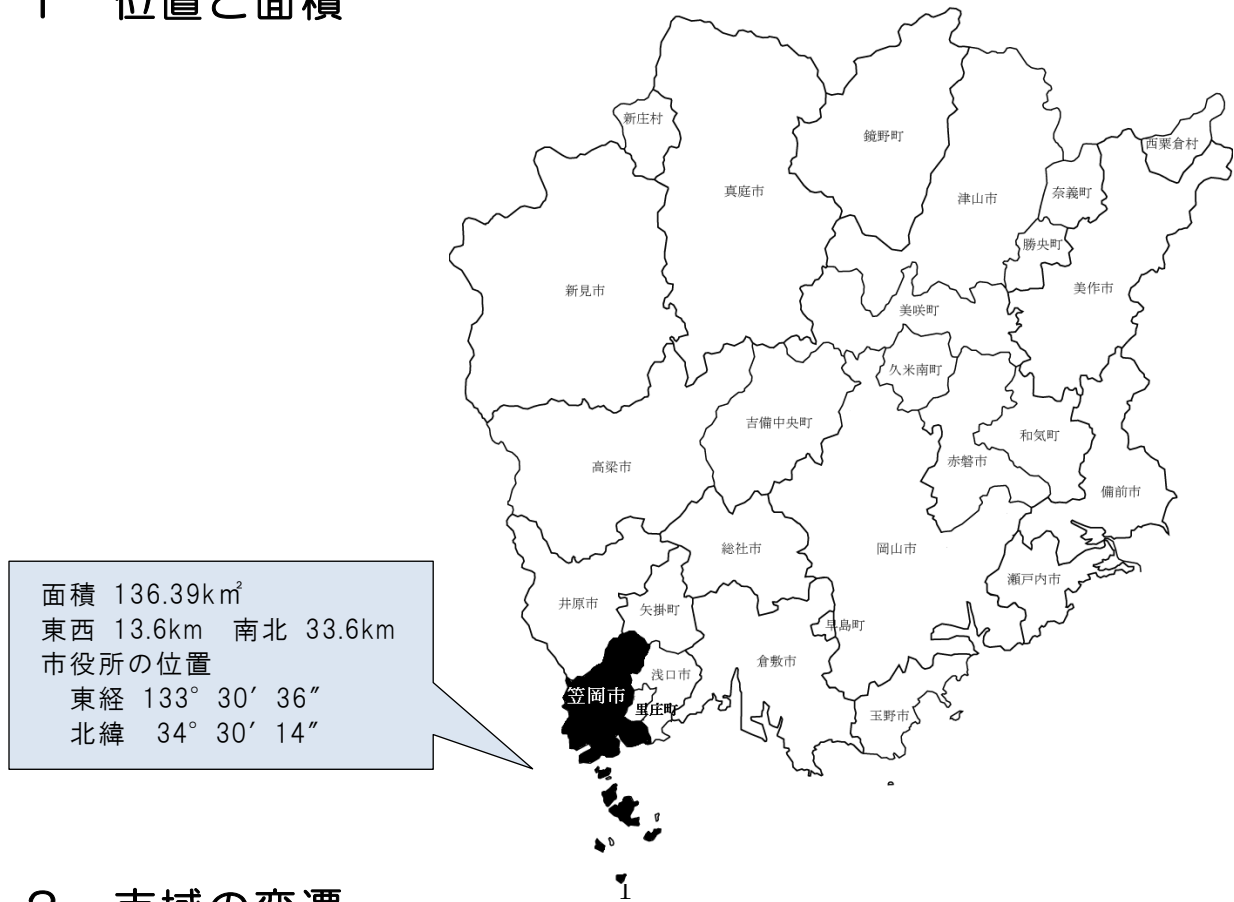 1 位置と面積
新庄村
鏡野町
西粟倉村
真庭市
津山市
奈義町
勝央町
新見市
美作市
美咲町
久米南町
吉備中央町
和気町
高梁市
赤磐市
備前市
総社市
岡山市
瀬戸内市
井原市
矢掛町
早島町
倉敷市
浅口市
笠岡市
里庄町
玉野市
面積 136.39k㎡
東西 13.6km 南北 33.6km
市役所の位置
東経 133° 30′ 36″
北緯 34° 30′ 14″
1
2 市域の変遷